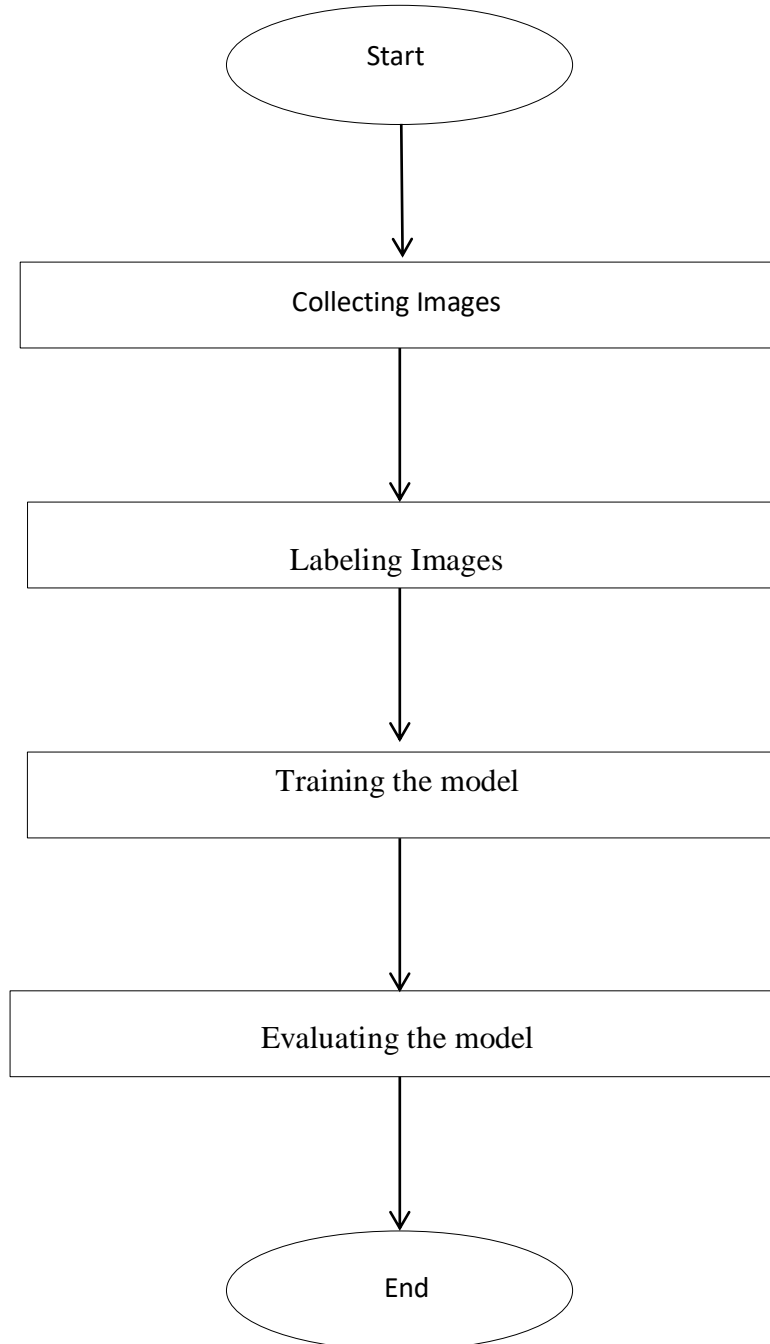 Start
Collecting Images
Labeling Images
Training the model
Evaluating the model
End